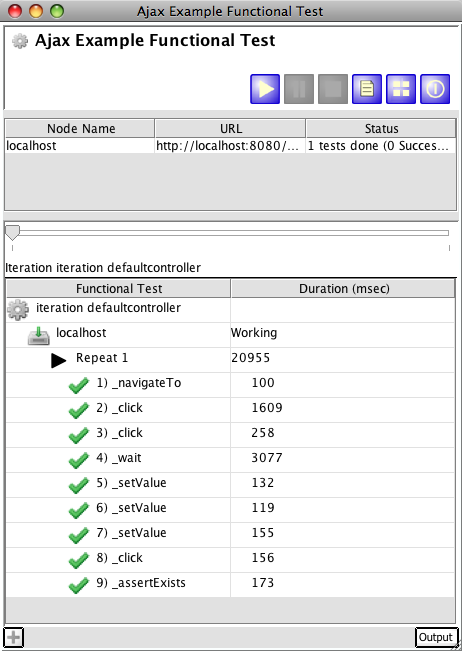 Ajax Example Functional Test
Ajax Example Functional Test
Node Name URL Status
localhost http://localhost:8080/... 1 tests done (0 Succes...
Iteration iteration defaultcontroller
Functional Test Duration (msec)
iteration defaultcontroller
localhost Working
Repeat 1 20955
1) _navigateTo 100
2) _click 1609
3) _click 258
4) _wait 3077
5) _setValue 132
6) _setValue 119
7) _setValue 155
8) _click 156
9) _assertExists 173
Output